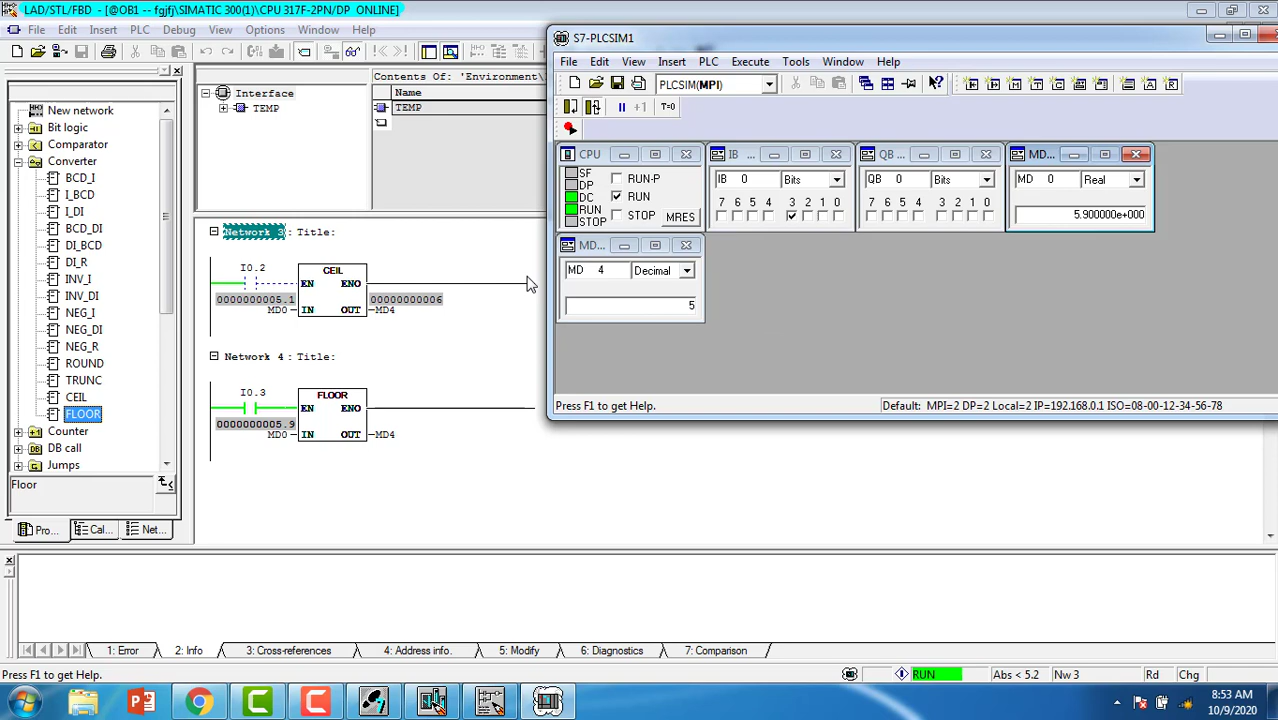 LAD/STL/FBD - [@OB1 -- fgjfj\SIMATIC 300(1)\CPU 317F-2PN/DP ONLINE]
File Edit Insert PLC Debug View Options Window Help
New network
Bit logic
Comparator
Converter
BCD_I
I_BCD
I_DI
BCD_DI
DI_BCD
DI_R
INV_I
INV_DI
NEG_I
NEG_DI
NEG_R
ROUND
TRUNC
CEIL
FLOOR
Counter
DB call
Jumps
Floor
Pro... Cal... Net...
Interface
TEMP
Contents Of: 'Environment\
Name
TEMP
Network 3 : Title:
I0.2
CEIL
EN ENO
0000000005.1
00000000006
MD0 IN OUT MD4
Network 4 : Title:
I0.3
FLOOR
EN ENO
0000000005.9
MD0 IN OUT MD4
S7-PLCSIM1
File Edit View Insert PLC Execute Tools Window Help
PLCSIM(MPI)
+1 T=0
CPU
SF
DP
DC
RUN
STOP
RUN-P
RUN
STOP
MRES
IB ...
IB 0 Bits
7 6 5 4 3 2 1 0
QB ...
QB 0 Bits
7 6 5 4 3 2 1 0
MD...
MD 0 Real
5.900000e+000
MD...
MD 4 Decimal
5
Press F1 to get Help.
Default: MPI=2 DP=2 Local=2 IP=192.168.0.1 ISO=08-00-12-34-56-78
1: Error 2: Info 3: Cross-references 4: Address info. 5: Modify 6: Diagnostics 7: Comparison
Press F1 to get Help.
RUN Abs < 5.2 Nw 3 Rd Chg
8:53 AM
10/9/2020